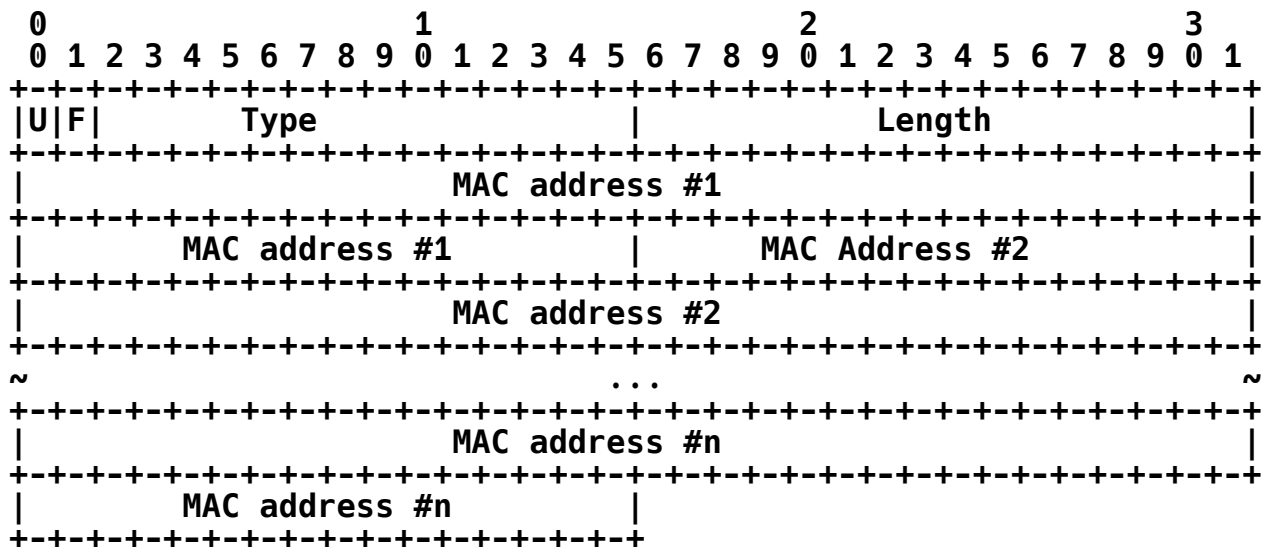 0                   1                   2                   3
 0 1 2 3 4 5 6 7 8 9 0 1 2 3 4 5 6 7 8 9 0 1 2 3 4 5 6 7 8 9 0 1
+-+-+-+-+-+-+-+-+-+-+-+-+-+-+-+-+-+-+-+-+-+-+-+-+-+-+-+-+-+-+-+-+
|U|F|       Type                |            Length             |
+-+-+-+-+-+-+-+-+-+-+-+-+-+-+-+-+-+-+-+-+-+-+-+-+-+-+-+-+-+-+-+-+
|                      MAC address #1                           |
+-+-+-+-+-+-+-+-+-+-+-+-+-+-+-+-+-+-+-+-+-+-+-+-+-+-+-+-+-+-+-+-+
|        MAC address #1         |      MAC Address #2           |
+-+-+-+-+-+-+-+-+-+-+-+-+-+-+-+-+-+-+-+-+-+-+-+-+-+-+-+-+-+-+-+-+
|                      MAC address #2                           |
+-+-+-+-+-+-+-+-+-+-+-+-+-+-+-+-+-+-+-+-+-+-+-+-+-+-+-+-+-+-+-+-+
~                              ...                              ~
+-+-+-+-+-+-+-+-+-+-+-+-+-+-+-+-+-+-+-+-+-+-+-+-+-+-+-+-+-+-+-+-+
|                      MAC address #n                           |
+-+-+-+-+-+-+-+-+-+-+-+-+-+-+-+-+-+-+-+-+-+-+-+-+-+-+-+-+-+-+-+-+
|        MAC address #n         |
+-+-+-+-+-+-+-+-+-+-+-+-+-+-+-+-+